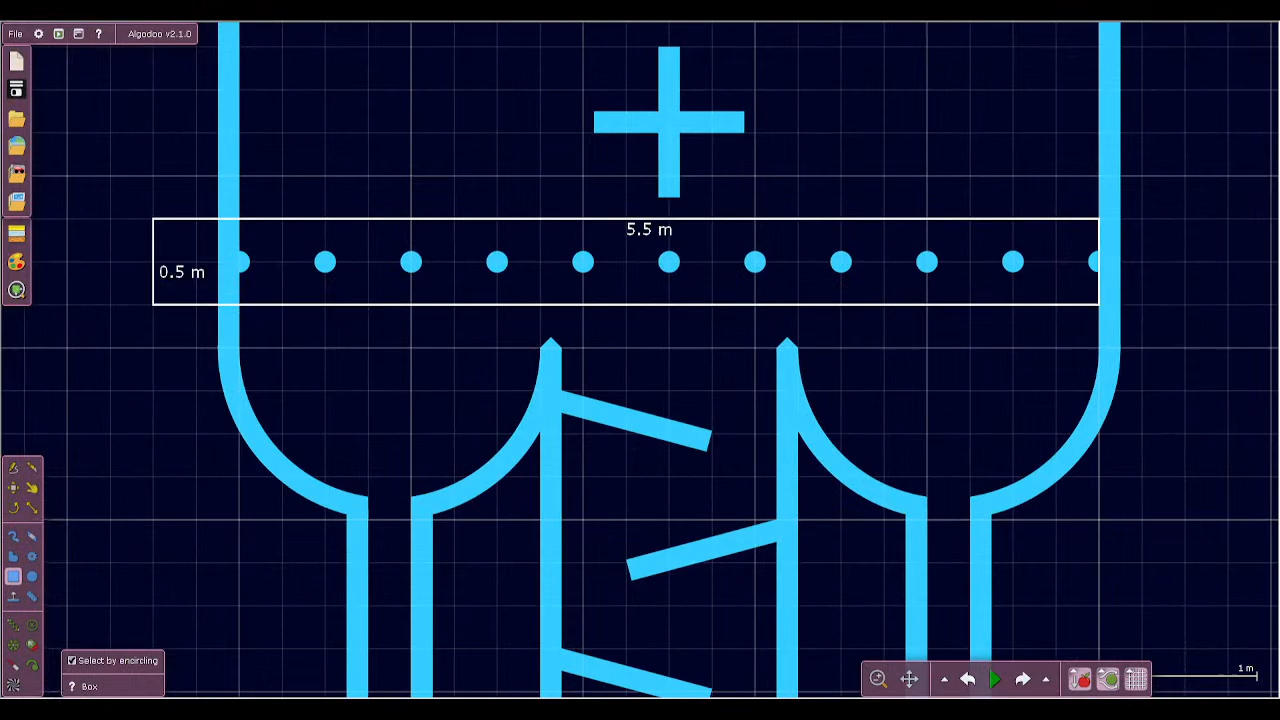 File ? Algodoo v2.1.0
5.5 m
0.5 m
Select by encircling
? Box
1 m